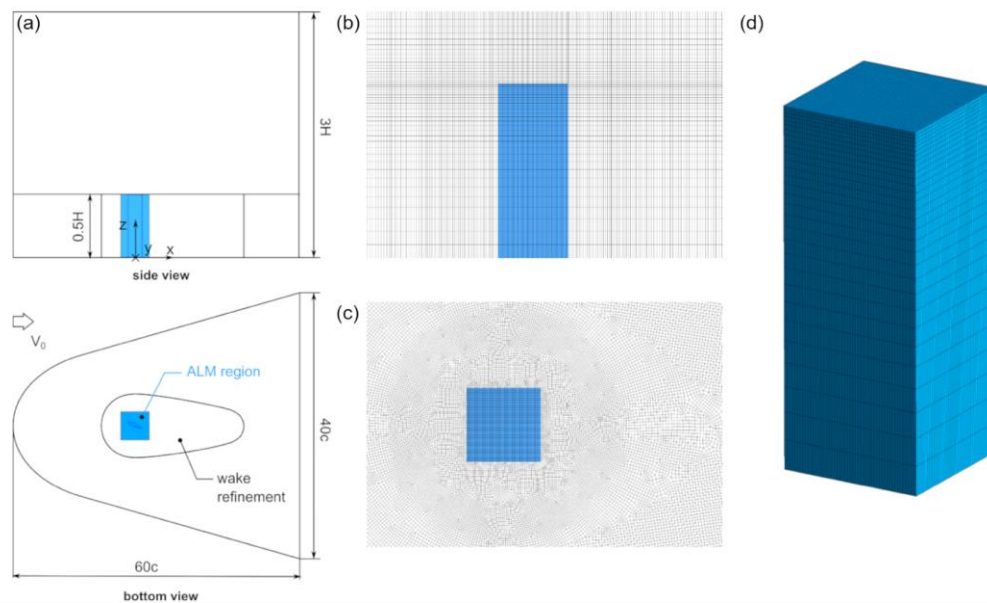 (a)
3H
0.5H
z
y
x
side view
V0
ALM region
wake
refinement
40c
60c
bottom view
(b)
(c)
(d)